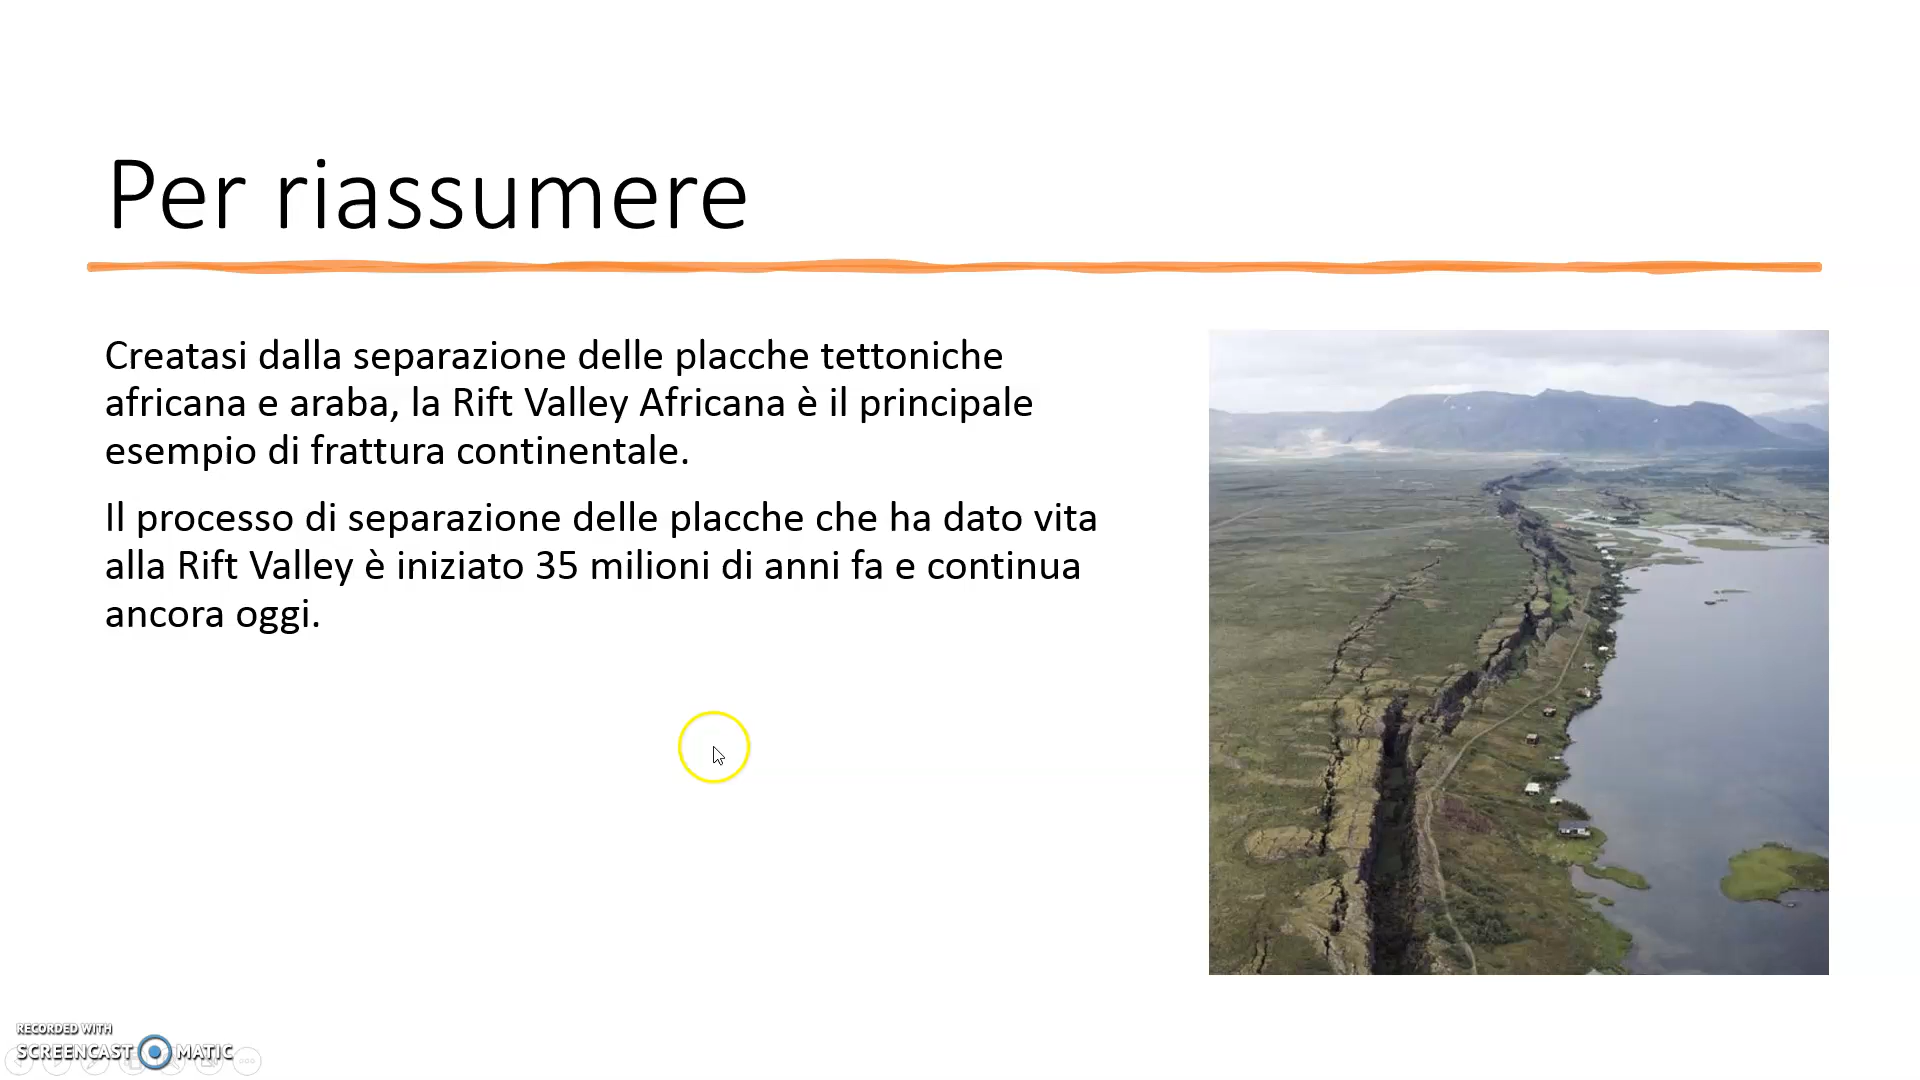 Per riassumere
Creatasi dalla separazione delle placche tettoniche
africana e araba, la Rift Valley Africana è il principale
esempio di frattura continentale.
Il processo di separazione delle placche che ha dato vita
alla Rift Valley è iniziato 35 milioni di anni fa e continua
ancora oggi.
RECORDED WITH
SCREENCAST MATIC